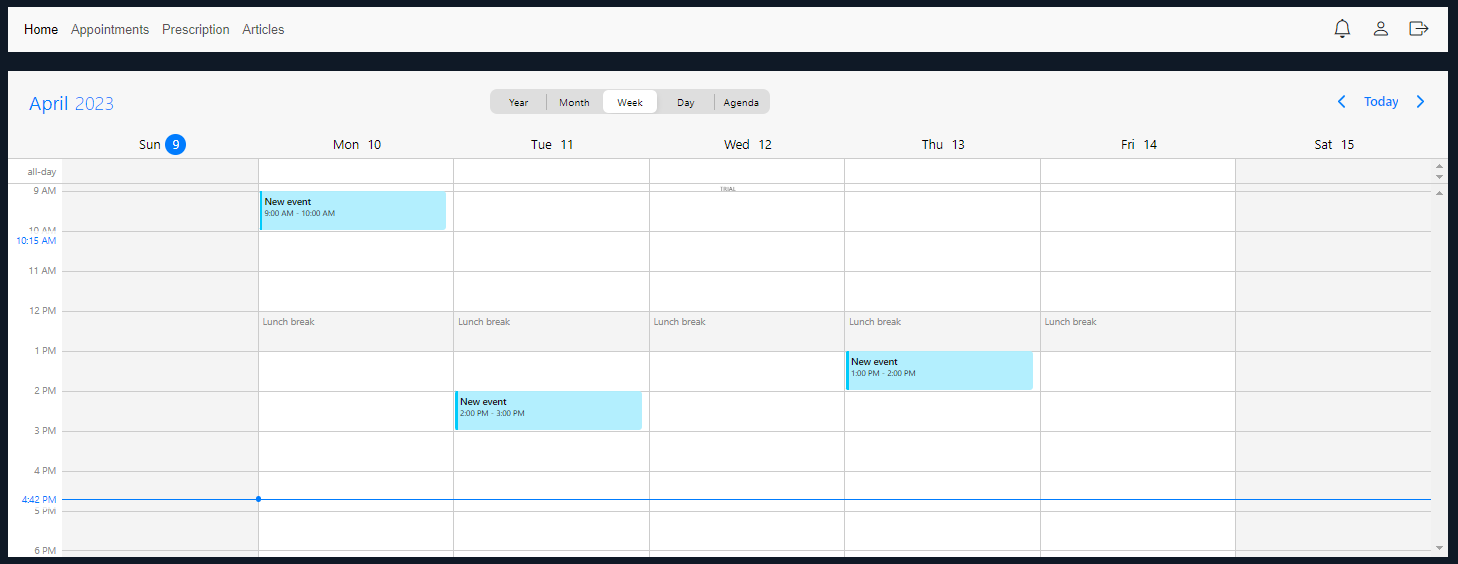 Home Appointments Prescription Articles
April 2023
Year Month Week Day Agenda
Today
Sun 9 Mon 10 Tue 11 Wed 12 Thu 13 Fri 14 Sat 15
all-day
TRIAL
9 AM
New event
9:00 AM - 10:00 AM
10 AM
10:15 AM
11 AM
12 PM
Lunch break Lunch break Lunch break Lunch break Lunch break
1 PM
New event
1:00 PM - 2:00 PM
2 PM
New event
2:00 PM - 3:00 PM
3 PM
4 PM
4:42 PM
5 PM
6 PM